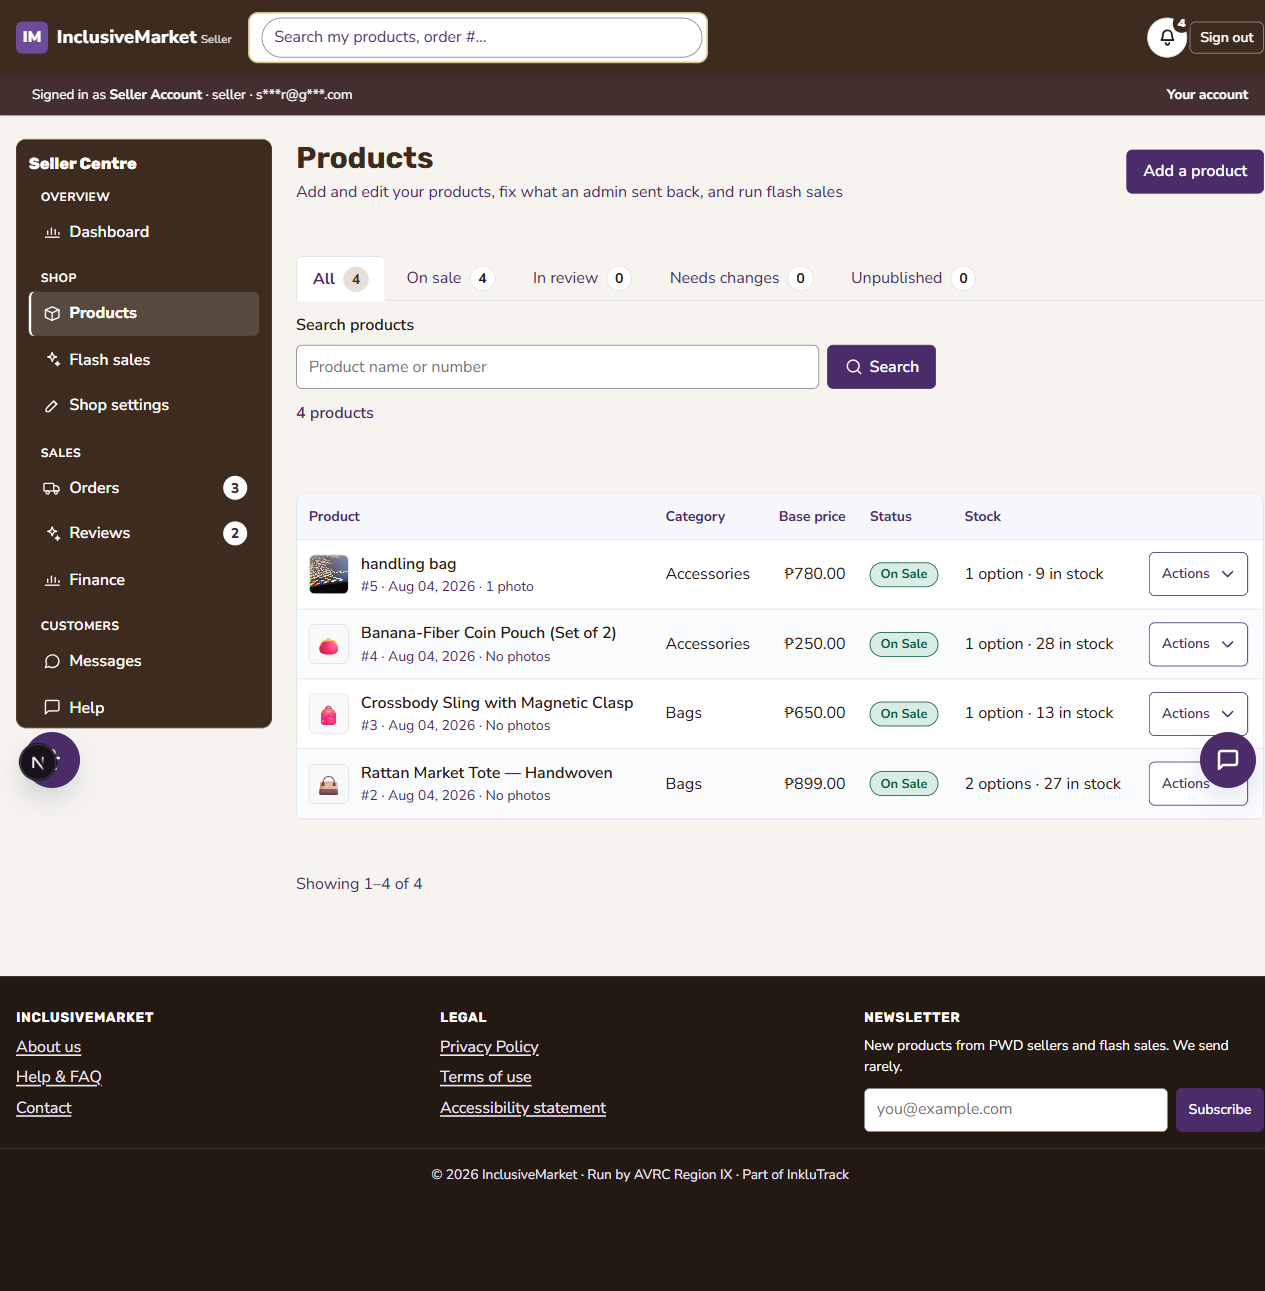 IM InclusiveMarket Seller
Search my products, order #...
4
Sign out
Signed in as Seller Account · seller · s***r@g***.com
Your account
Seller Centre
OVERVIEW
Dashboard
SHOP
Products
Flash sales
Shop settings
SALES
Orders 3
Reviews 2
Finance
CUSTOMERS
Messages
Help
N
Products
Add and edit your products, fix what an admin sent back, and run flash sales
Add a product
All 4 On sale 4 In review 0 Needs changes 0 Unpublished 0
Search products
Product name or number
Search
4 products
Product Category Base price Status Stock
handling bag
#5 · Aug 04, 2026 · 1 photo
Accessories ₱780.00 On Sale 1 option · 9 in stock Actions
Banana-Fiber Coin Pouch (Set of 2)
#4 · Aug 04, 2026 · No photos
Accessories ₱250.00 On Sale 1 option · 28 in stock Actions
Crossbody Sling with Magnetic Clasp
#3 · Aug 04, 2026 · No photos
Bags ₱650.00 On Sale 1 option · 13 in stock Actions
Rattan Market Tote — Handwoven
#2 · Aug 04, 2026 · No photos
Bags ₱899.00 On Sale 2 options · 27 in stock Actions
Showing 1–4 of 4
INCLUSIVEMARKET
About us
Help & FAQ
Contact
LEGAL
Privacy Policy
Terms of use
Accessibility statement
NEWSLETTER
New products from PWD sellers and flash sales. We send
rarely.
you@example.com
Subscribe
© 2026 InclusiveMarket · Run by AVRC Region IX · Part of InkluTrack